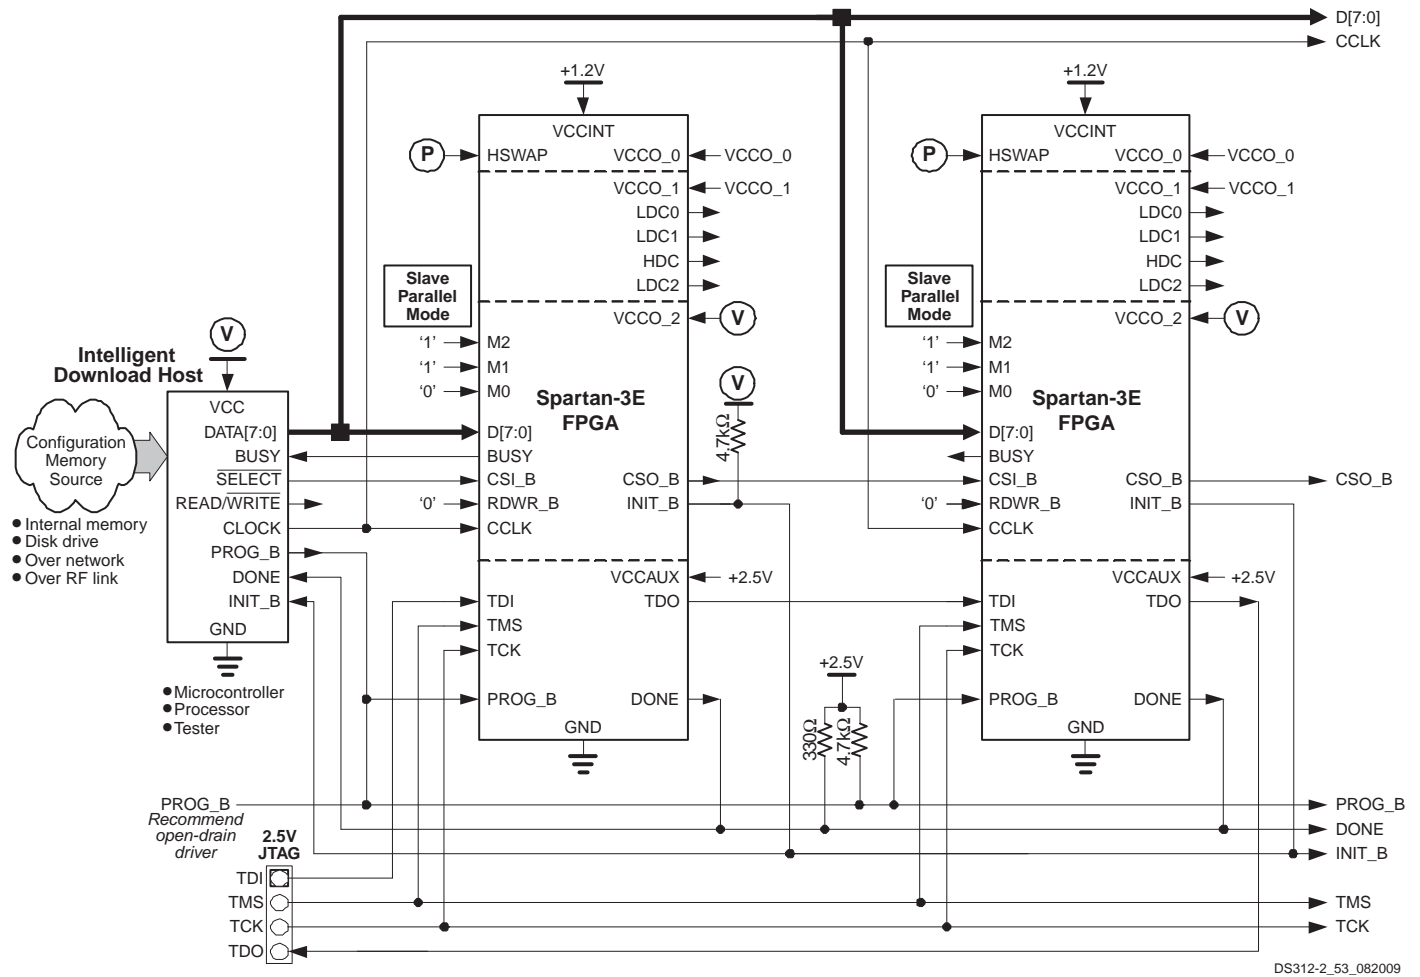 D[7:0]
CCLK
+1.2V
+1.2V
VCCINT
VCCINT
P
HSWAP
VCCO_0
VCCO_0
P
HSWAP
VCCO_0
VCCO_0
VCCO_1
VCCO_1
VCCO_1
VCCO_1
LDC0
LDC0
LDC1
LDC1
HDC
HDC
LDC2
LDC2
Slave
Parallel
Mode
Slave
Parallel
Mode
VCCO_2
V
VCCO_2
V
V
Intelligent
Download Host
'1'
M2
'1'
M2
'1'
M1
'1'
M1
'0'
M0
'0'
M0
V
Spartan-3E
FPGA
Spartan-3E
FPGA
4.7kΩ
VCC
Configuration
Memory
Source
DATA[7:0]
D[7:0]
D[7:0]
BUSY
BUSY
BUSY
SELECT
CSI_B
CSO_B
CSI_B
CSO_B
CSO_B
READ/WRITE
'0'
RDWR_B
INIT_B
'0'
RDWR_B
INIT_B
CLOCK
CCLK
CCLK
Internal memory
Disk drive
Over network
Over RF link
PROG_B
DONE
VCCAUX
+2.5V
VCCAUX
+2.5V
INIT_B
TDI
TDO
TDI
TDO
GND
TMS
TMS
TCK
TCK
Microcontroller
Processor
Tester
+2.5V
PROG_B
DONE
PROG_B
DONE
GND
GND
330Ω
4.7kΩ
PROG_B
Recommend
open-drain
driver
PROG_B
DONE
INIT_B
2.5V
JTAG
TDI
TMS
TMS
TCK
TCK
TDO
DS312-2_53_082009